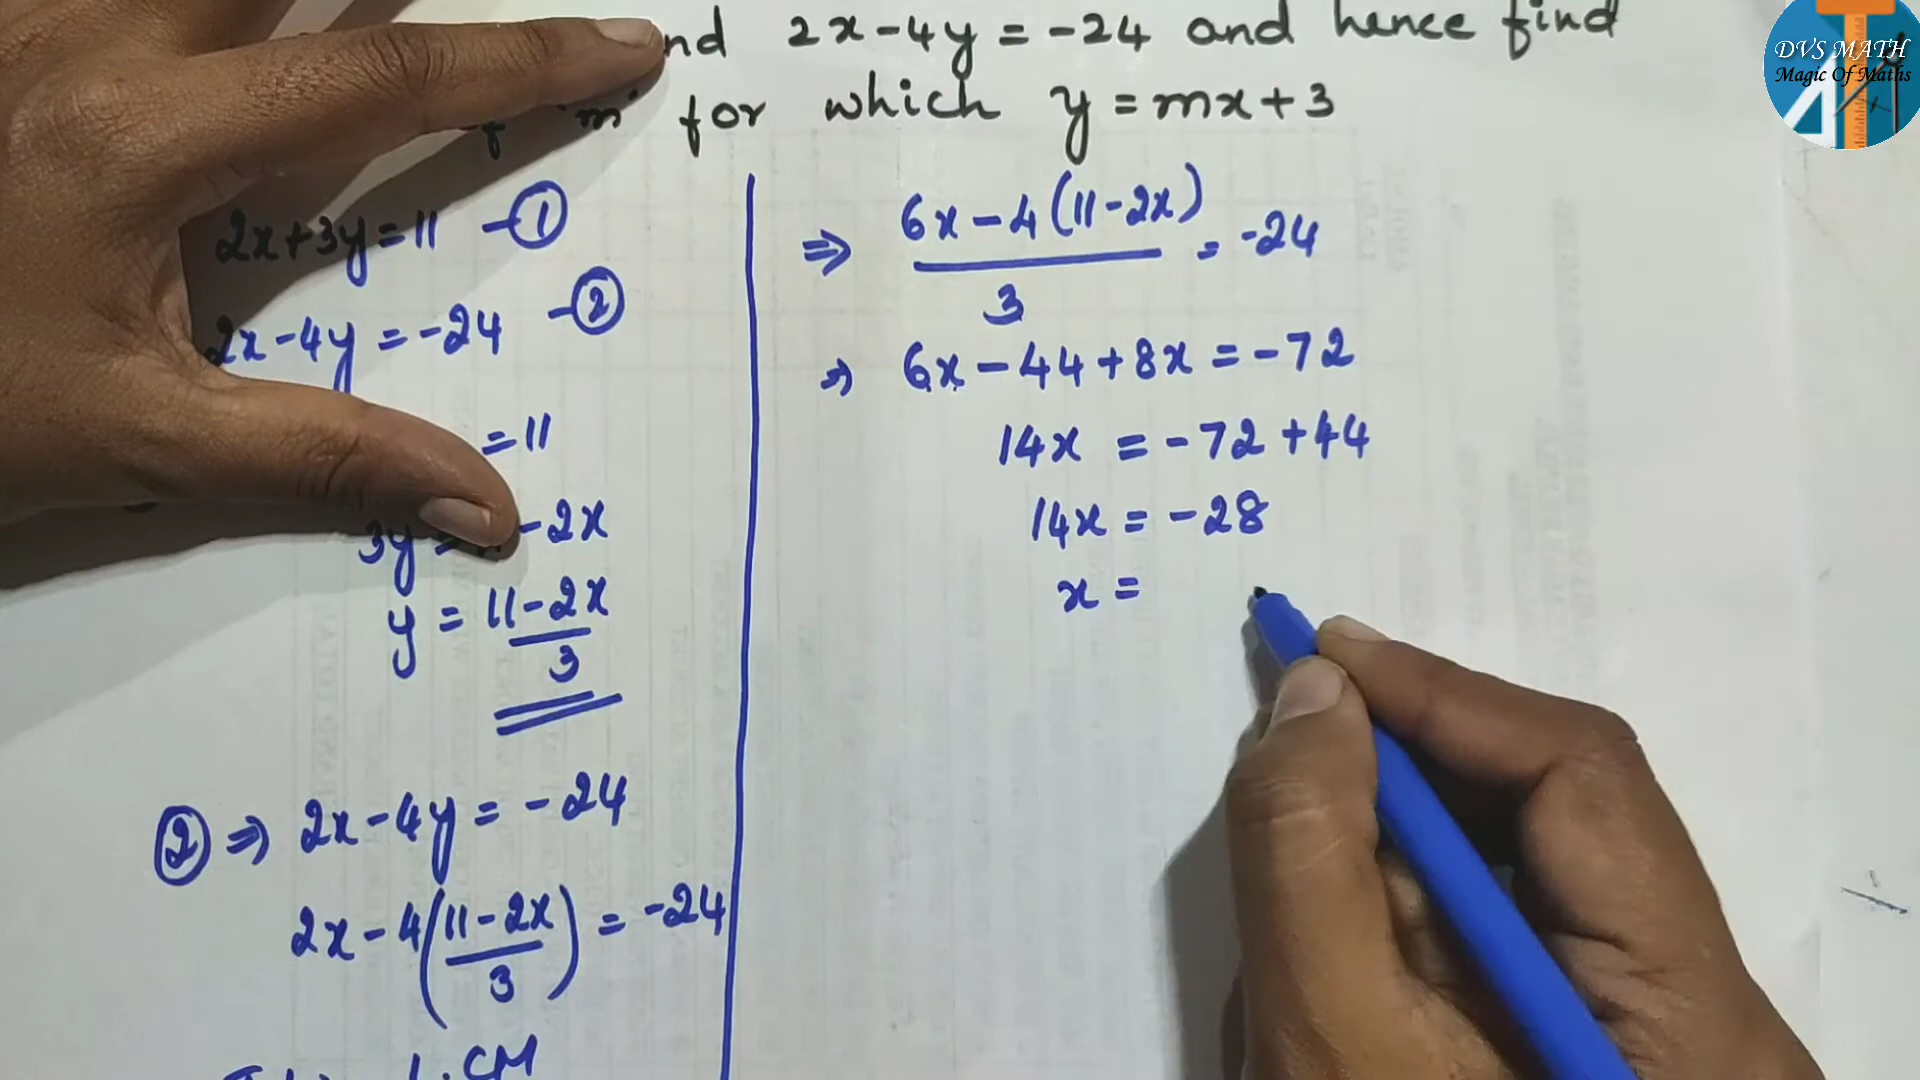 nd 2x-4y = -24 and hence find
'm' for which y = mx+3
DVS MATH
Magic Of Maths
2x+3y=11 -①
2x-4y = -24 -②
=11
3y = -2x
y = 11-2x
3
② ⇒ 2x-4y = -24
2x-4(11-2x) = -24
3
L.CM
⇒ 6x-4(11-2x) = -24
3
⇒ 6x-44+8x = -72
14x = -72+44
14x = -28
x =